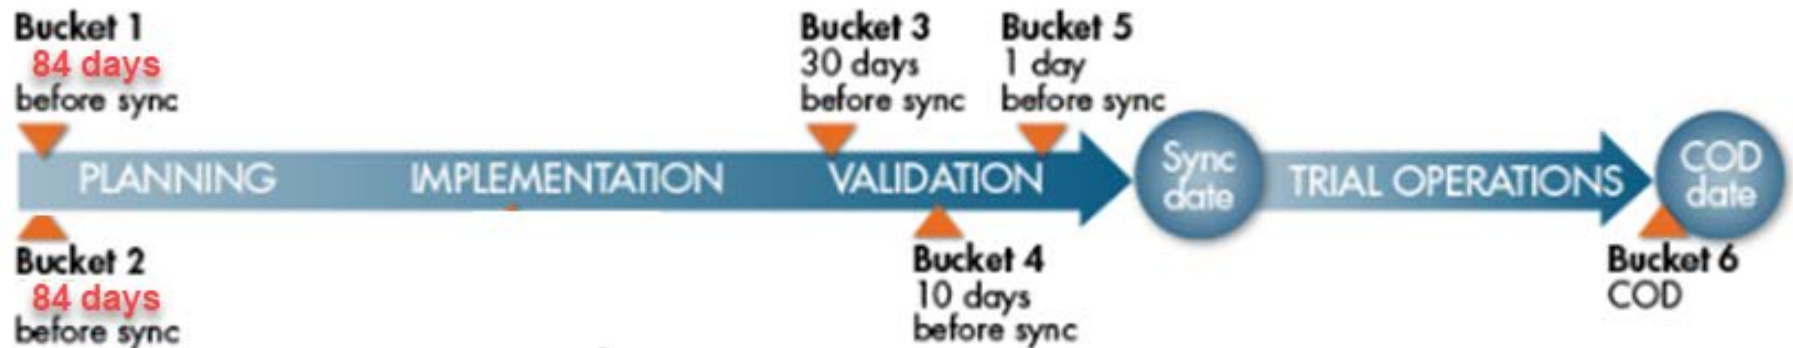 Bucket 1
84 days
before sync
Bucket 3
30 days
before sync
Bucket 5
1 day
before sync
PLANNING
IMPLEMENTATION
VALIDATION
Sync
date
TRIAL OPERATIONS
COD
date
Bucket 2
84 days
before sync
Bucket 4
10 days
before sync
Bucket 6
COD